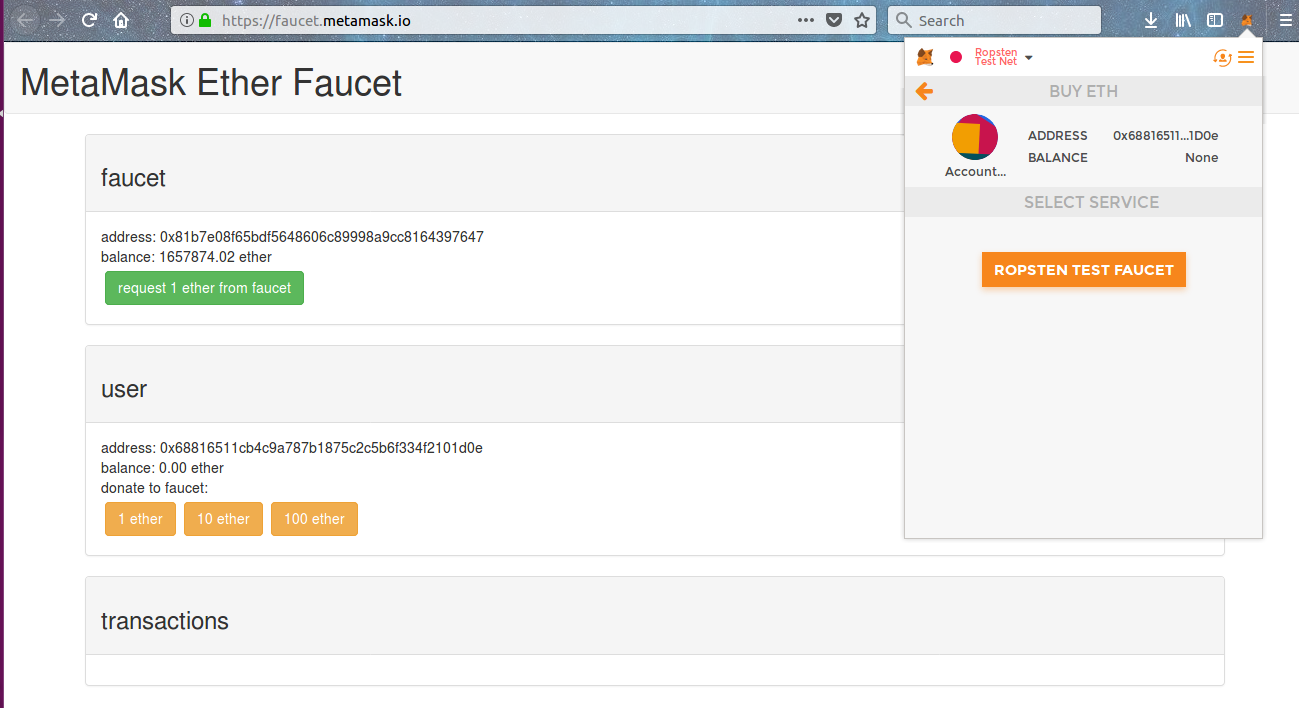 https://faucet.metamask.io
Search
MetaMask Ether Faucet
faucet
address: 0x81b7e08f65bdf5648606c89998a9cc8164397647
balance: 1657874.02 ether
request 1 ether from faucet
user
address: 0x68816511cb4c9a787b1875c2c5b6f334f2101d0e
balance: 0.00 ether
donate to faucet:
1 ether 10 ether 100 ether
transactions
Ropsten
Test Net
BUY ETH
ADDRESS 0x68816511...1D0e
BALANCE None
Account...
SELECT SERVICE
ROPSTEN TEST FAUCET